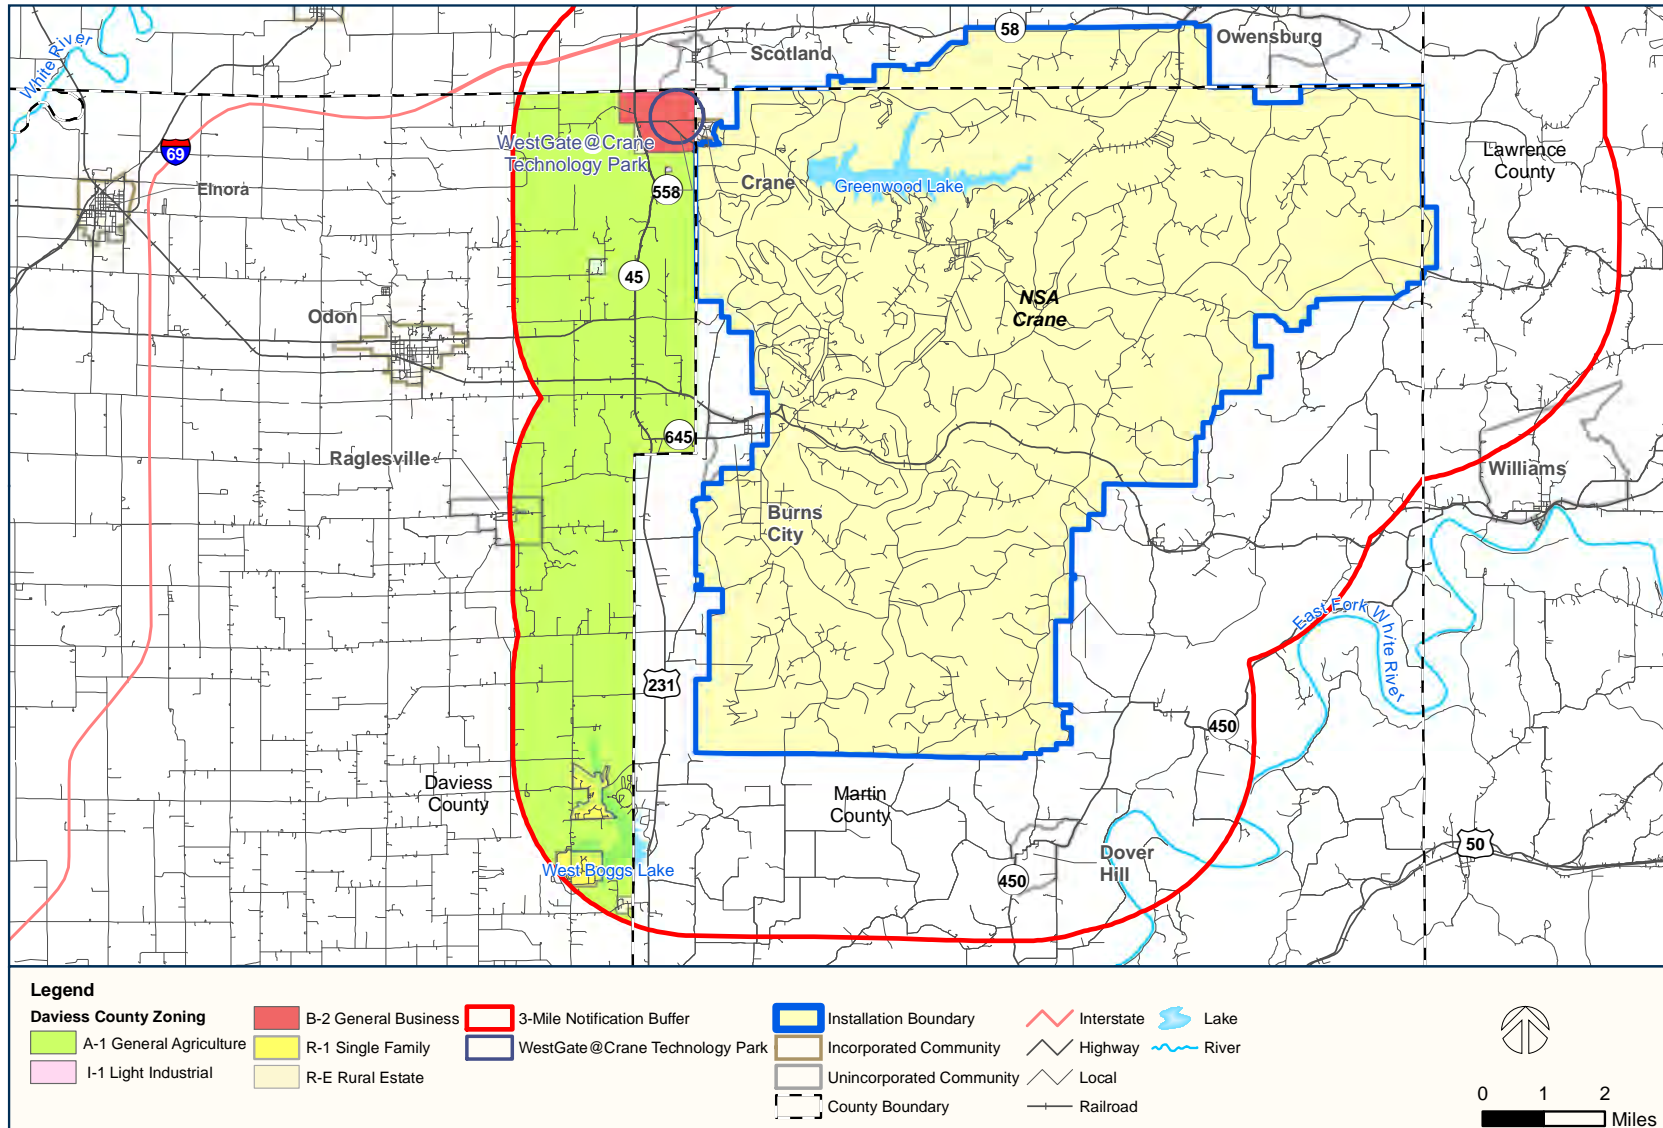 58
Owensburg
Scotland
White River
69
WestGate@Crane
Technology Park
Lawrence
County
Elnora
Crane
Greenwood Lake
558
45
NSA
Crane
Odon
645
Raglesville
Williams
Burns
City
East Fork White River
231
450
Daviess
County
Martin
County
50
Dover
Hill
West Boggs Lake
450
Legend
Daviess County Zoning
A-1 General Agriculture
I-1 Light Industrial
B-2 General Business
R-1 Single Family
R-E Rural Estate
3-Mile Notification Buffer
WestGate@Crane Technology Park
Installation Boundary
Incorporated Community
Unincorporated Community
County Boundary
Interstate
Highway
Local
Railroad
Lake
River
0 1 2
Miles